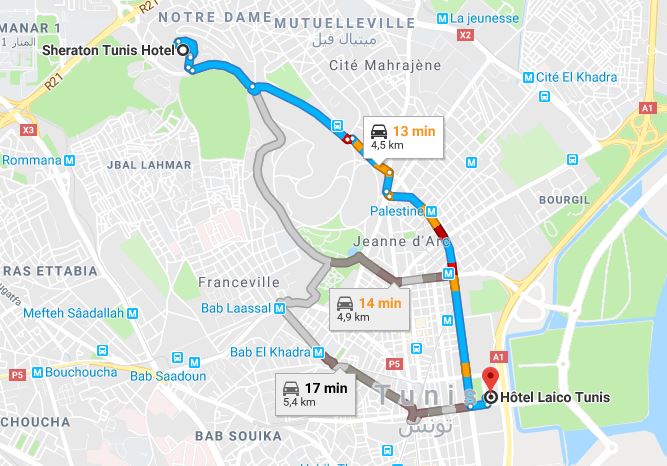 NOTRE DAME
MUTUELLEVILLE
ميتيال فيل
La jeunesse
MANAR 1
المنار 1
Sheraton Tunis Hotel
R21
X2
Cité Mahrajène
Cité El Khadra
R21
X3
13 min
4,5 km
Rommana
JBAL LAHMAR
BOURGIL
Palestine
Jeanne d'Arc
RAS ETTABIA
Franceville
14 min
4,9 km
Bab Laassal
Mefteh Sâadallah
Bab El Khadra
A1
P5
Bouchoucha
P5
Bab Saadoun
17 min
5,4 km
Tunis
Hôtel Laico Tunis
تونس
CHOUCHA
BAB SOUIKA
A1